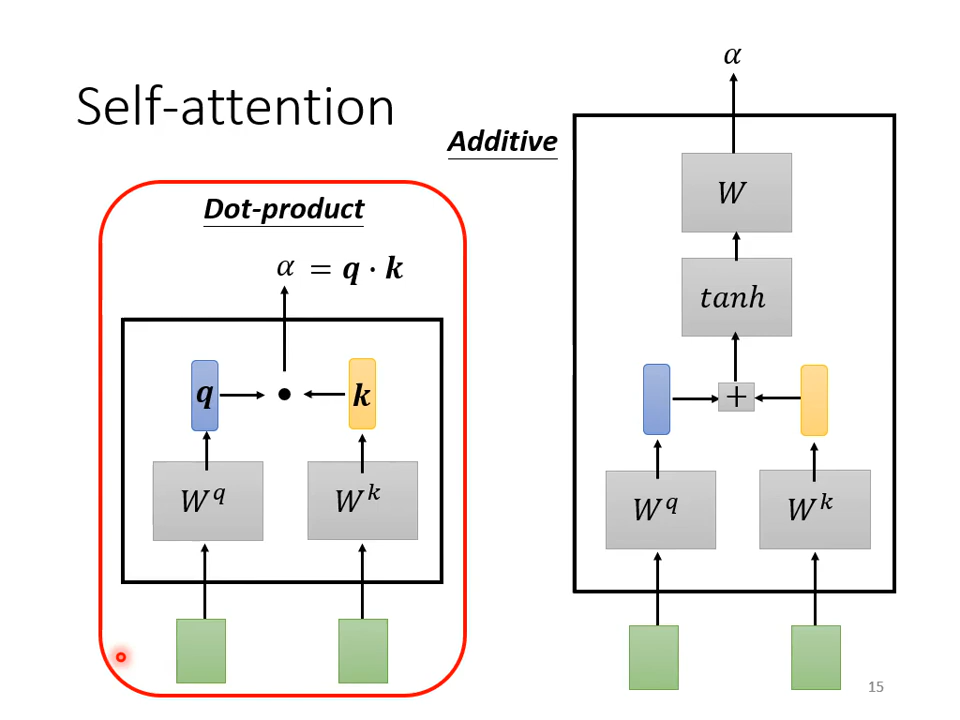 Self-attention
Dot-product
α = q · k
q
k
W^q
W^k
Additive
α
W
tanh
+
W^q
W^k
15